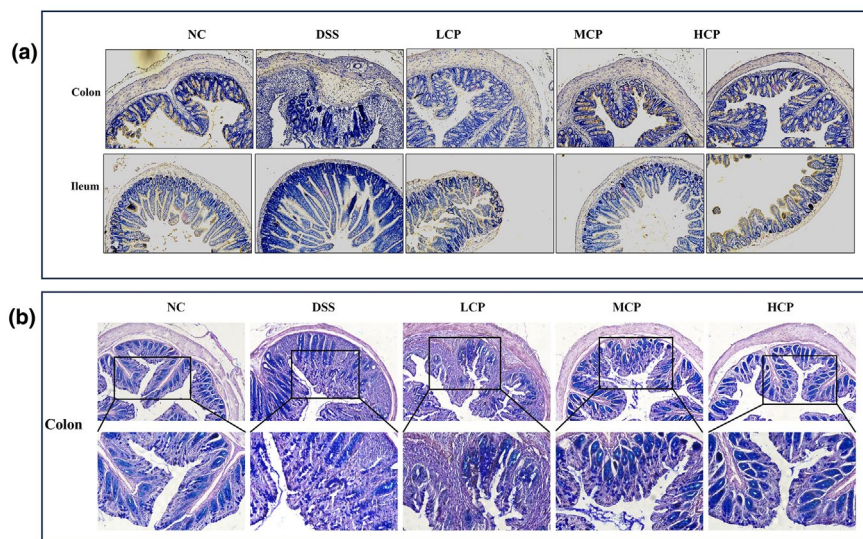 NC DSS LCP MCP HCP
(a)
Colon
Ileum
(b)
NC DSS LCP MCP HCP
Colon